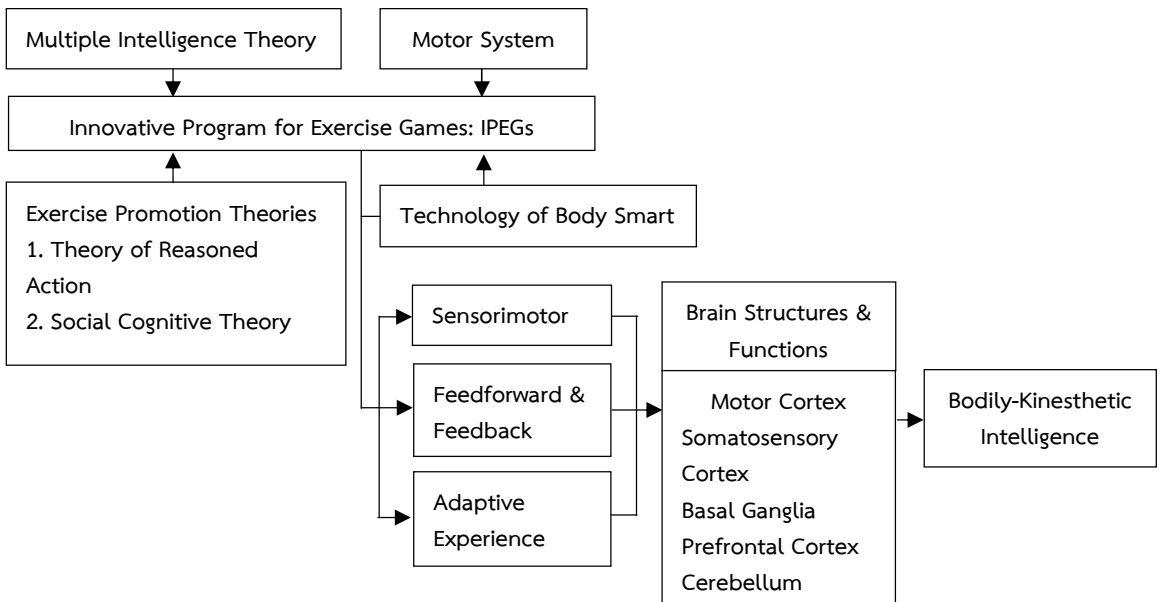 Multiple Intelligence Theory
Motor System
Innovative Program for Exercise Games: IPEGs
Exercise Promotion Theories
1. Theory of Reasoned
Action
2. Social Cognitive Theory
Technology of Body Smart
Sensorimotor
Feedforward &
Feedback
Adaptive
Experience
Brain Structures &
Functions
Motor Cortex
Somatosensory
Cortex
Basal Ganglia
Prefrontal Cortex
Cerebellum
Bodily-Kinesthetic
Intelligence